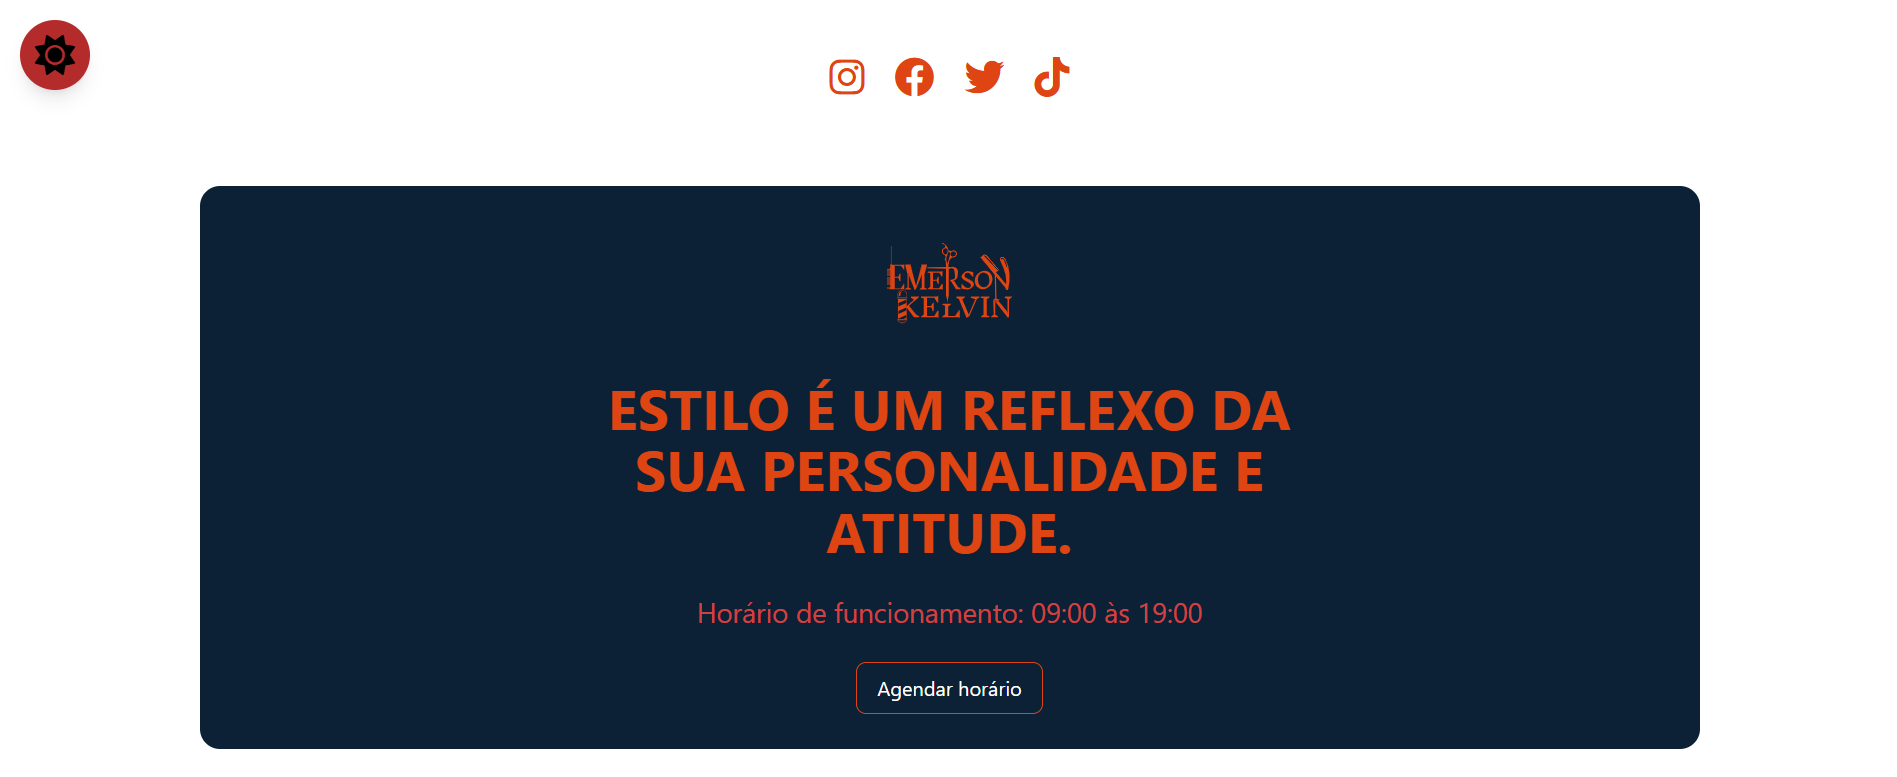 EMERSON
KELVIN
ESTILO É UM REFLEXO DA
SUA PERSONALIDADE E
ATITUDE.
Horário de funcionamento: 09:00 às 19:00
Agendar horário